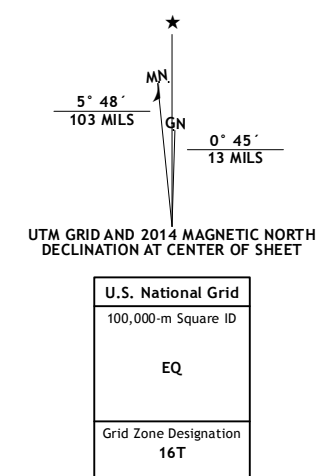 MN
5° 48´
103 MILS
GN
0° 45´
13 MILS
UTM GRID AND 2014 MAGNETIC NORTH
DECLINATION AT CENTER OF SHEET
U.S. National Grid
100,000-m Square ID
EQ
Grid Zone Designation
16T